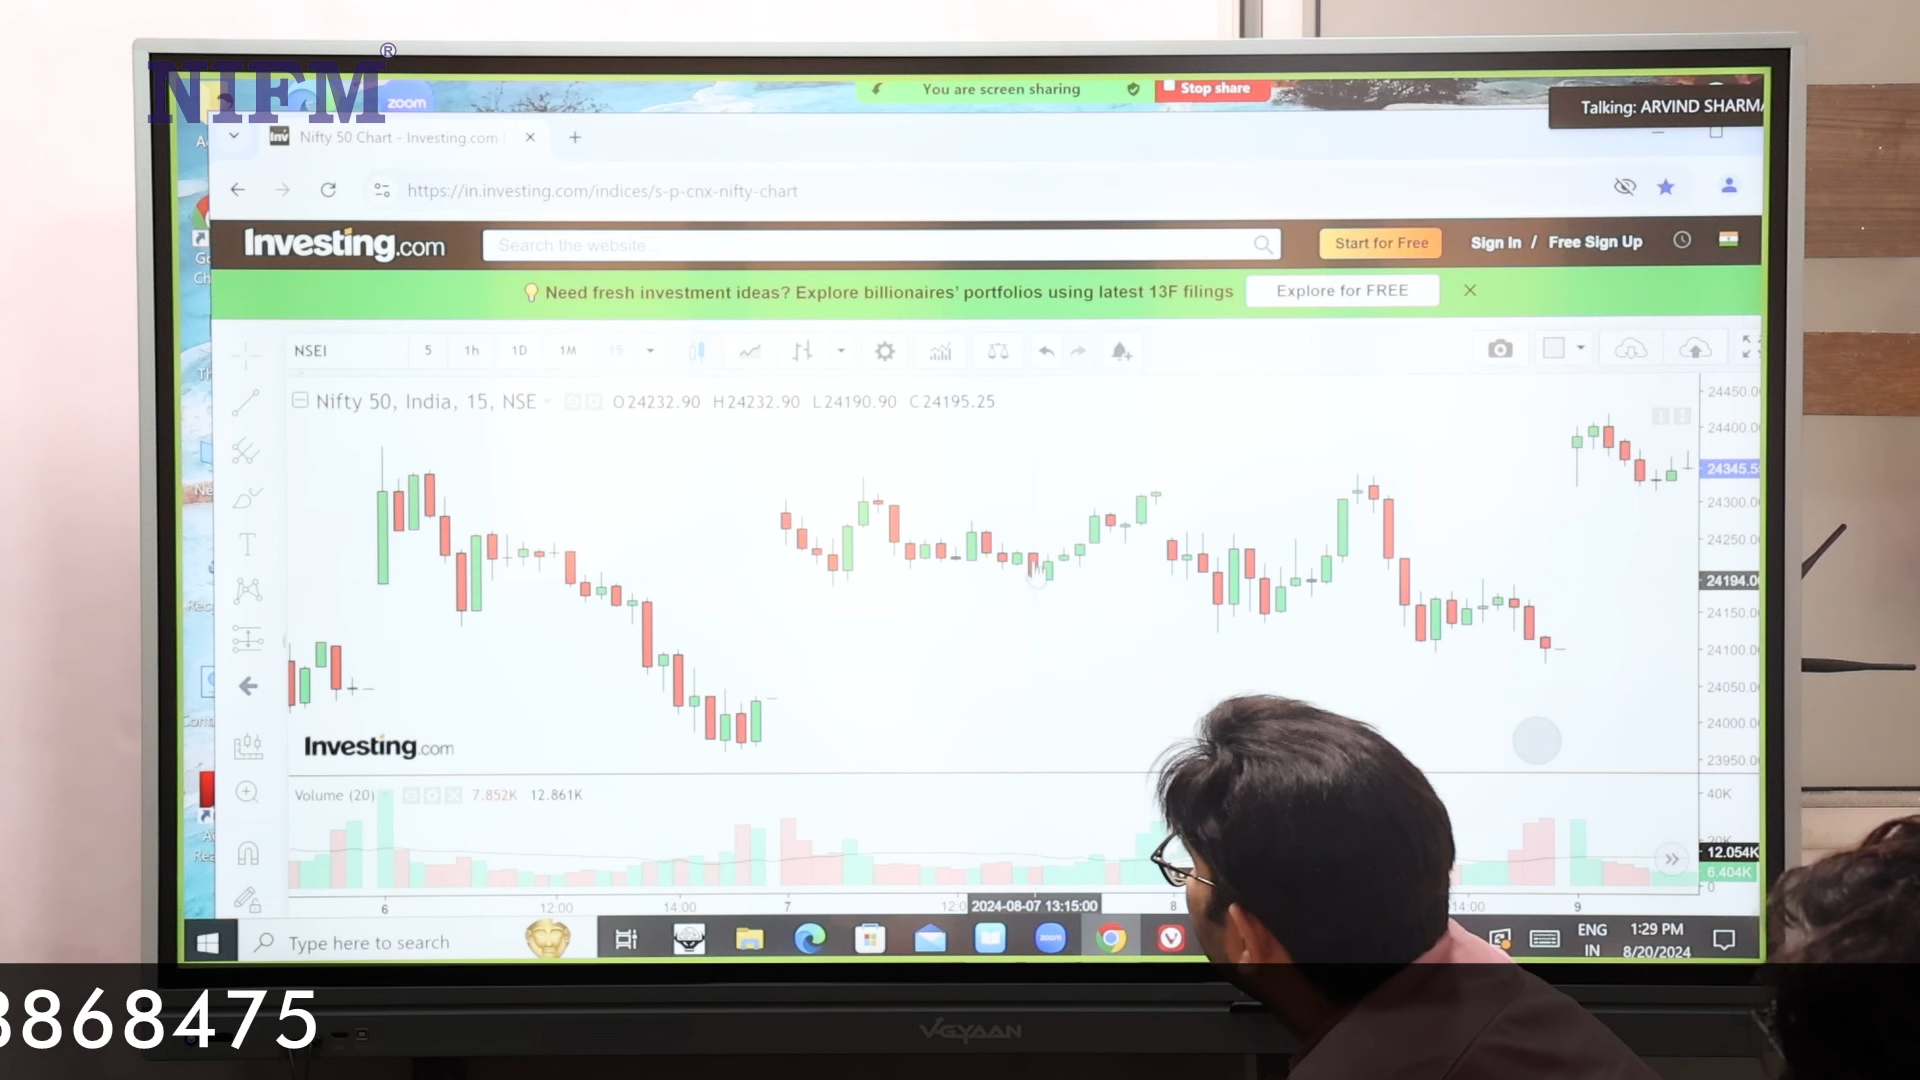 NIFM®
zoom
You are screen sharing
Stop share
Talking: ARVIND SHARMA
Nifty 50 Chart - Investing.com
https://in.investing.com/indices/s-p-cnx-nifty-chart
Investing.com
Search the website...
Start for Free
Sign In / Free Sign Up
Need fresh investment ideas? Explore billionaires' portfolios using latest 13F filings
Explore for FREE
NSEI 5 1h 1D 1M 15
Nifty 50, India, 15, NSE O24232.90 H24232.90 L24190.90 C24195.25
24450.0
24400.0
24345.5
24300.0
24250.0
24194.0
24150.0
24100.0
24050.0
24000.0
23950.0
Investing.com
Volume (20) 7.852K 12.861K
40K
12.054K
6.404K
0
6 12:00 14:00 7 12:0 2024-08-07 13:15:00 8 14:00 9
Type here to search
zoom
ENG
IN
1:29 PM
8/20/2024
8868475
VGYAAN